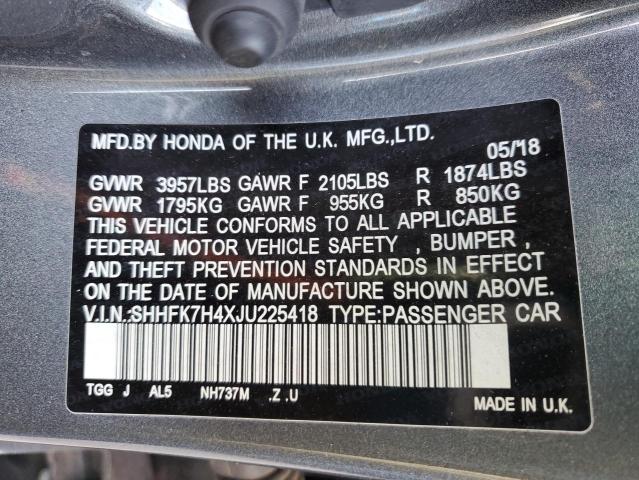 MFD.BY HONDA OF THE U.K. MFG.,LTD.
05/18
GVWR 3957LBS GAWR F 2105LBS R 1874LBS
GVWR 1795KG GAWR F 955KG R 850KG
THIS VEHICLE CONFORMS TO ALL APPLICABLE
FEDERAL MOTOR VEHICLE SAFETY , BUMPER ,
AND THEFT PREVENTION STANDARDS IN EFFECT
ON THE DATE OF MANUFACTURE SHOWN ABOVE.
V.I.N.:SHHFK7H4XJU225418 TYPE:PASSENGER CAR
TGG J AL5 NH737M .Z .U
MADE IN U.K.